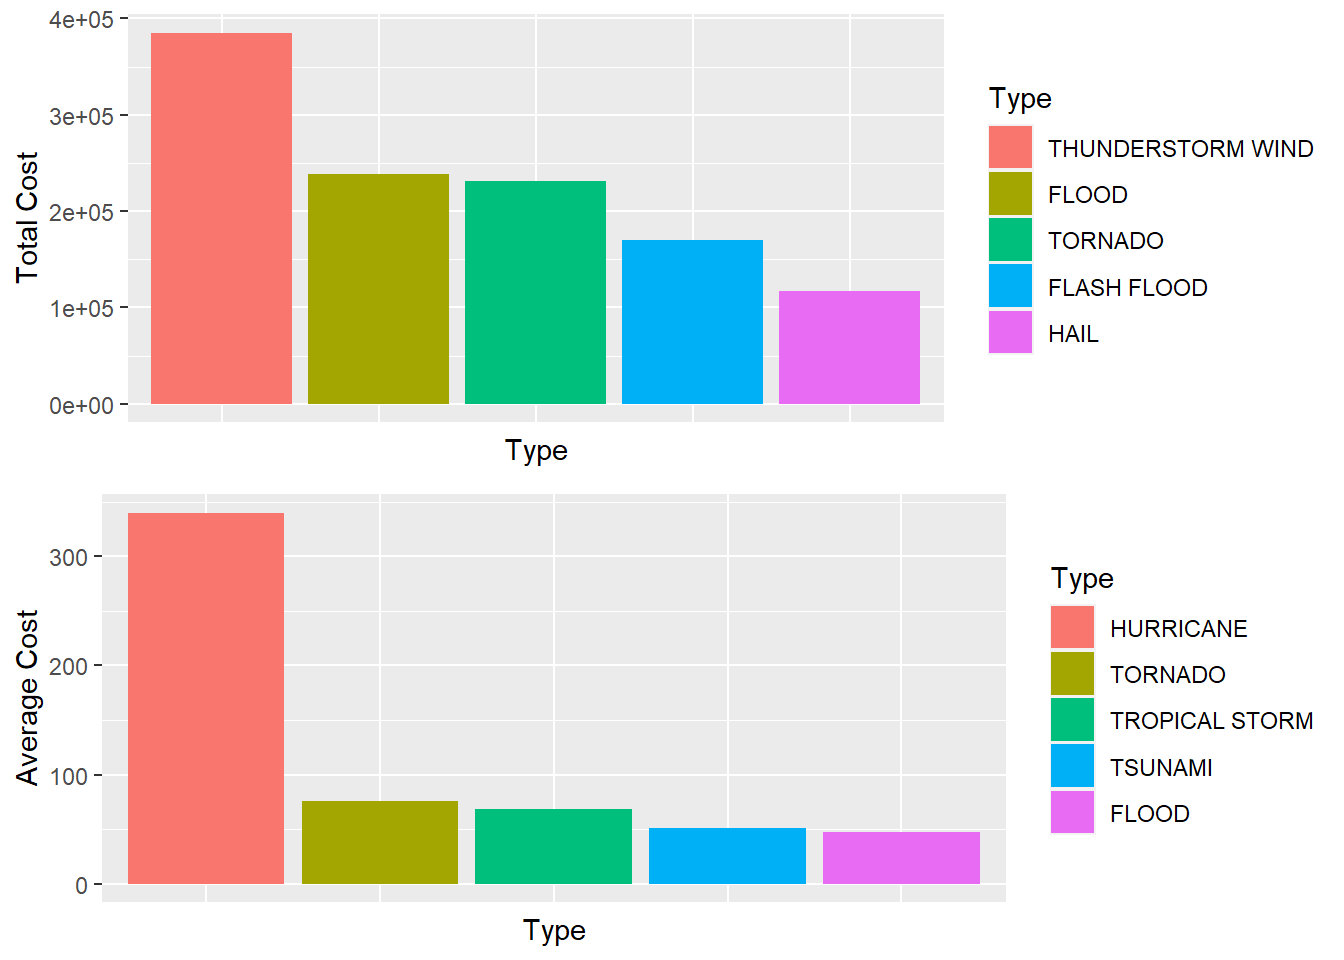 4e+05
3e+05
2e+05
1e+05
0e+00
Total Cost
Type
Type
THUNDERSTORM WIND
FLOOD
TORNADO
FLASH FLOOD
HAIL
300
200
100
0
Average Cost
Type
Type
HURRICANE
TORNADO
TROPICAL STORM
TSUNAMI
FLOOD